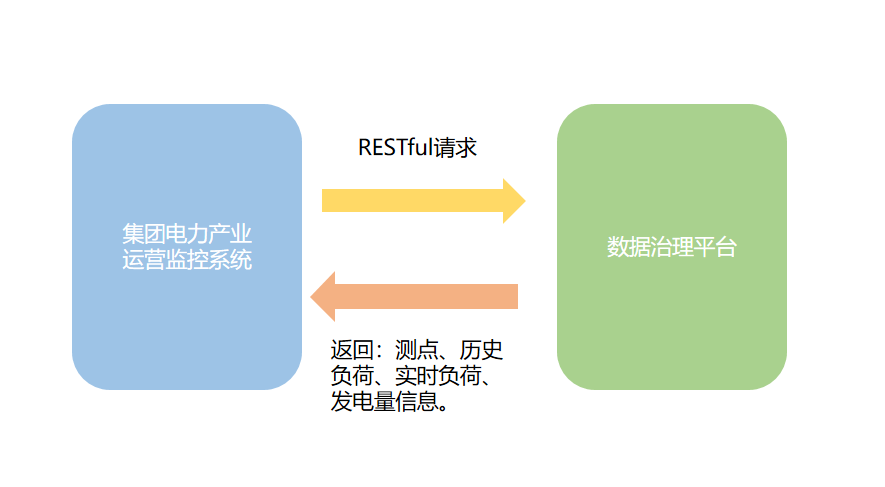 RESTful请求
集团电力产业
运营监控系统
数据治理平台
返回：测点、历史
负荷、实时负荷、
发电量信息。